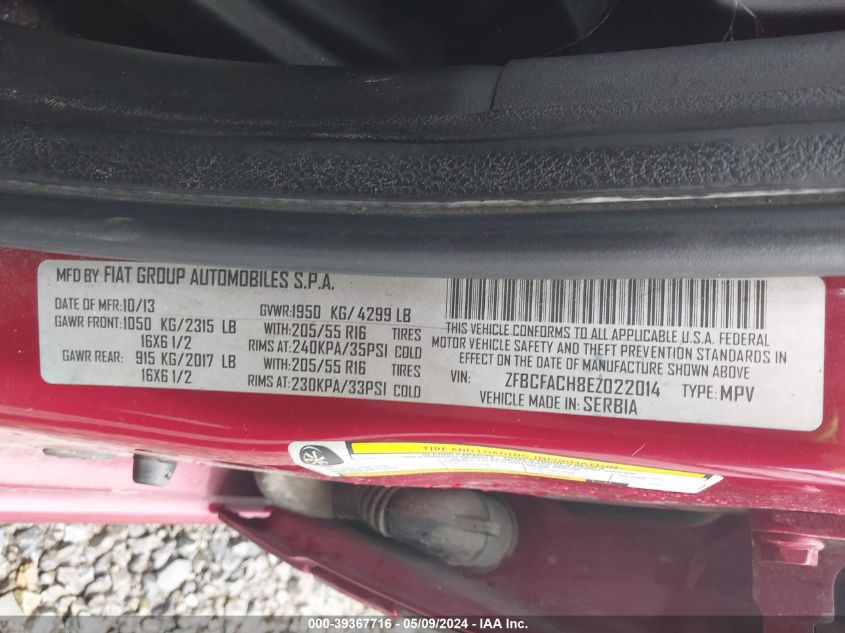 MFD BY FIAT GROUP AUTOMOBILES S.P.A.
DATE OF MFR:10/13 GVWR:1950 KG/4299 LB
GAWR FRONT:1050 KG/2315 LB WITH:205/55 R16 TIRES
16X6 1/2 RIMS AT:240KPA/35PSI COLD
GAWR REAR: 915 KG/2017 LB WITH:205/55 R16 TIRES
16X6 1/2 RIMS AT:230KPA/33PSI COLD
THIS VEHICLE CONFORMS TO ALL APPLICABLE U.S.A. FEDERAL
MOTOR VEHICLE SAFETY AND THEFT PREVENTION STANDARDS IN
EFFECT ON THE DATE OF MANUFACTURE SHOWN ABOVE.
VIN: ZFBCFACH8EZ022014 TYPE: MPV
VEHICLE MADE IN: SERBIA
TIRE AND LOADING INFORMATION
000-39367716 - 05/09/2024 - IAA Inc.